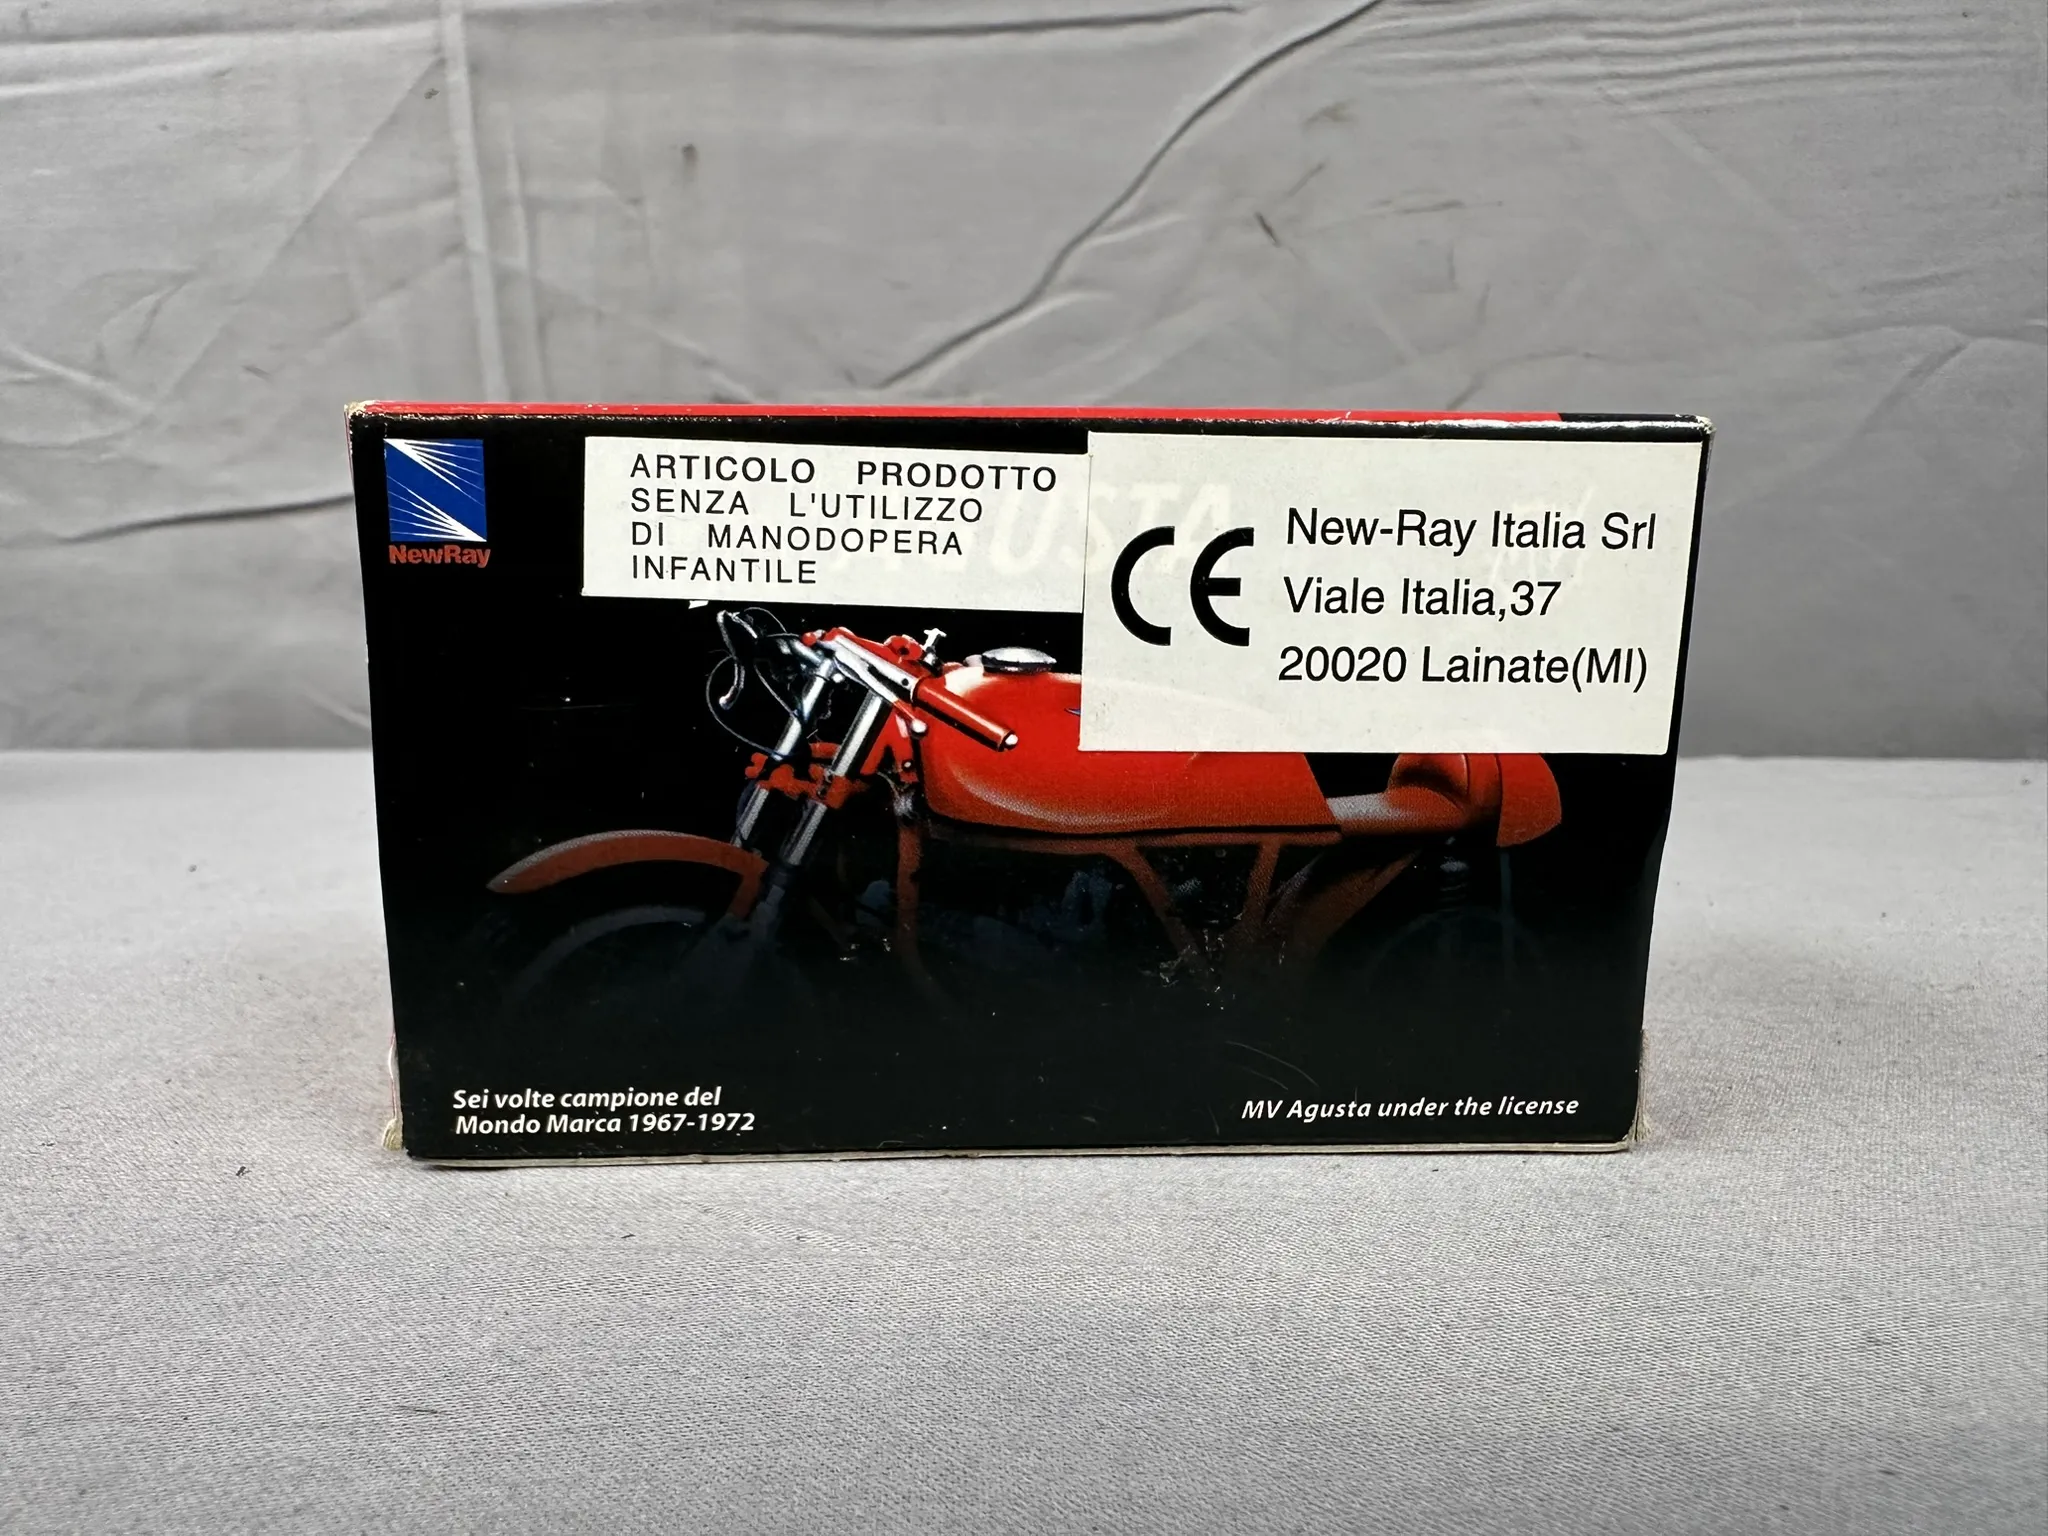 NewRay
ARTICOLO PRODOTTO
SENZA L'UTILIZZO
DI MANODOPERA
INFANTILE
CE
New-Ray Italia Srl
Viale Italia,37
20020 Lainate(MI)
Sei volte campione del
Mondo Marca 1967-1972
MV Agusta under the license